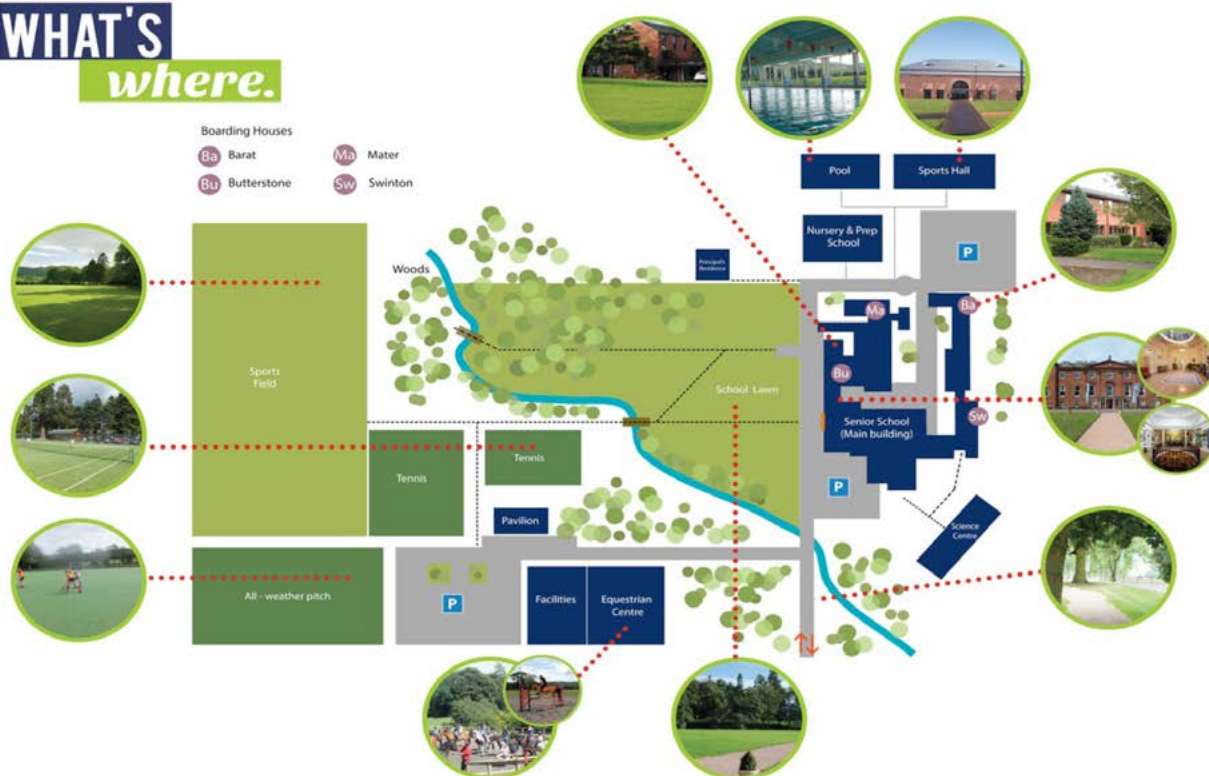 WHAT'S
where.
Boarding Houses
Ba Barat
Ma Mater
Bu Butterstone
Sw Swinton
Pool
Sports Hall
Nursery & Prep
School
P
Principal's
Residence
Woods
Ma
Ba
Sports
Field
School Lawn
Bu
Senior School
(Main building)
Sw
Tennis
Tennis
P
Pavilion
Science
Centre
All - weather pitch
P
Facilities
Equestrian
Centre